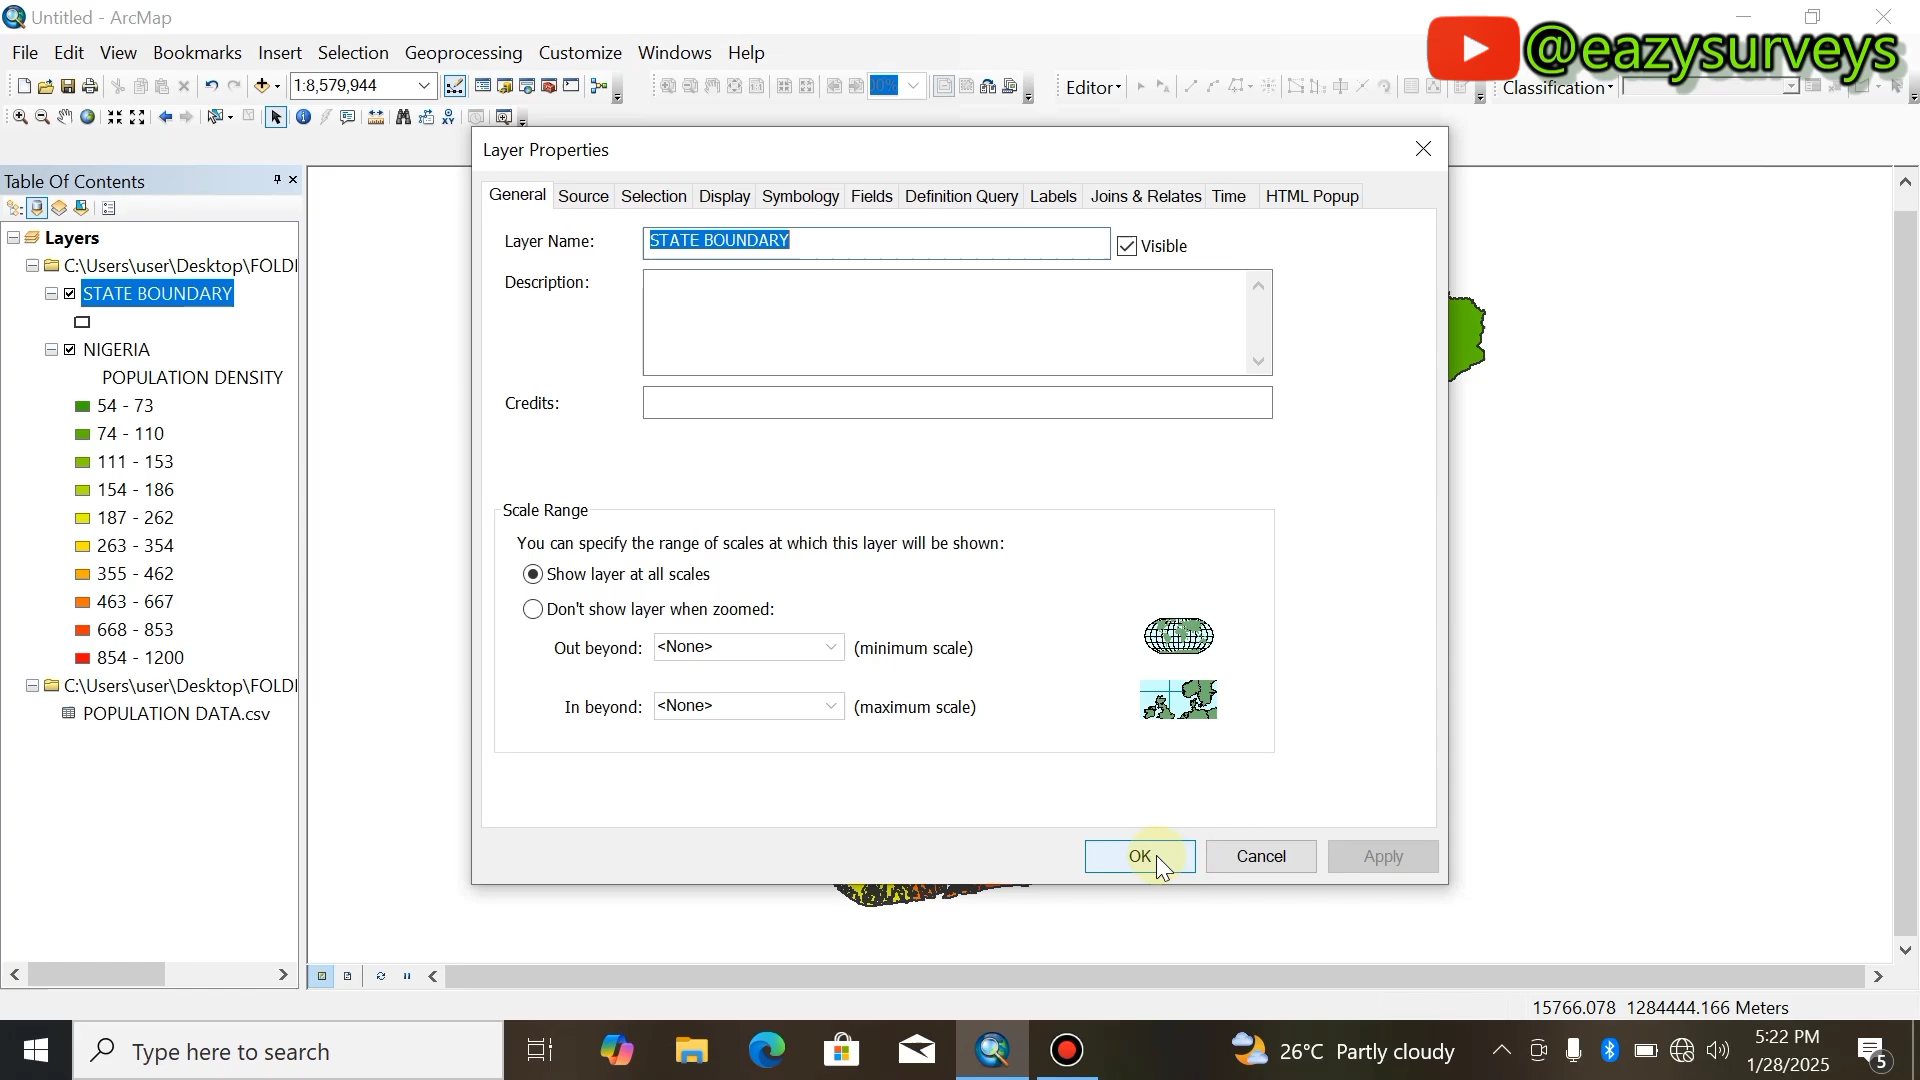 Untitled - ArcMap
@eazysurveys
File Edit View Bookmarks Insert Selection Geoprocessing Customize Windows Help
1:8,579,944
Editor
Classification
Table Of Contents
Layers
C:\Users\user\Desktop\FOLDI
STATE BOUNDARY
NIGERIA
POPULATION DENSITY
54 - 73
74 - 110
111 - 153
154 - 186
187 - 262
263 - 354
355 - 462
463 - 667
668 - 853
854 - 1200
C:\Users\user\Desktop\FOLDI
POPULATION DATA.csv
Layer Properties
General Source Selection Display Symbology Fields Definition Query Labels Joins & Relates Time HTML Popup
Layer Name: STATE BOUNDARY Visible
Description:
Credits:
Scale Range
You can specify the range of scales at which this layer will be shown:
Show layer at all scales
Don't show layer when zoomed:
Out beyond: <None> (minimum scale)
In beyond: <None> (maximum scale)
OK Cancel Apply
15766.078 1284444.166 Meters
Type here to search
26°C Partly cloudy
5:22 PM
1/28/2025
5